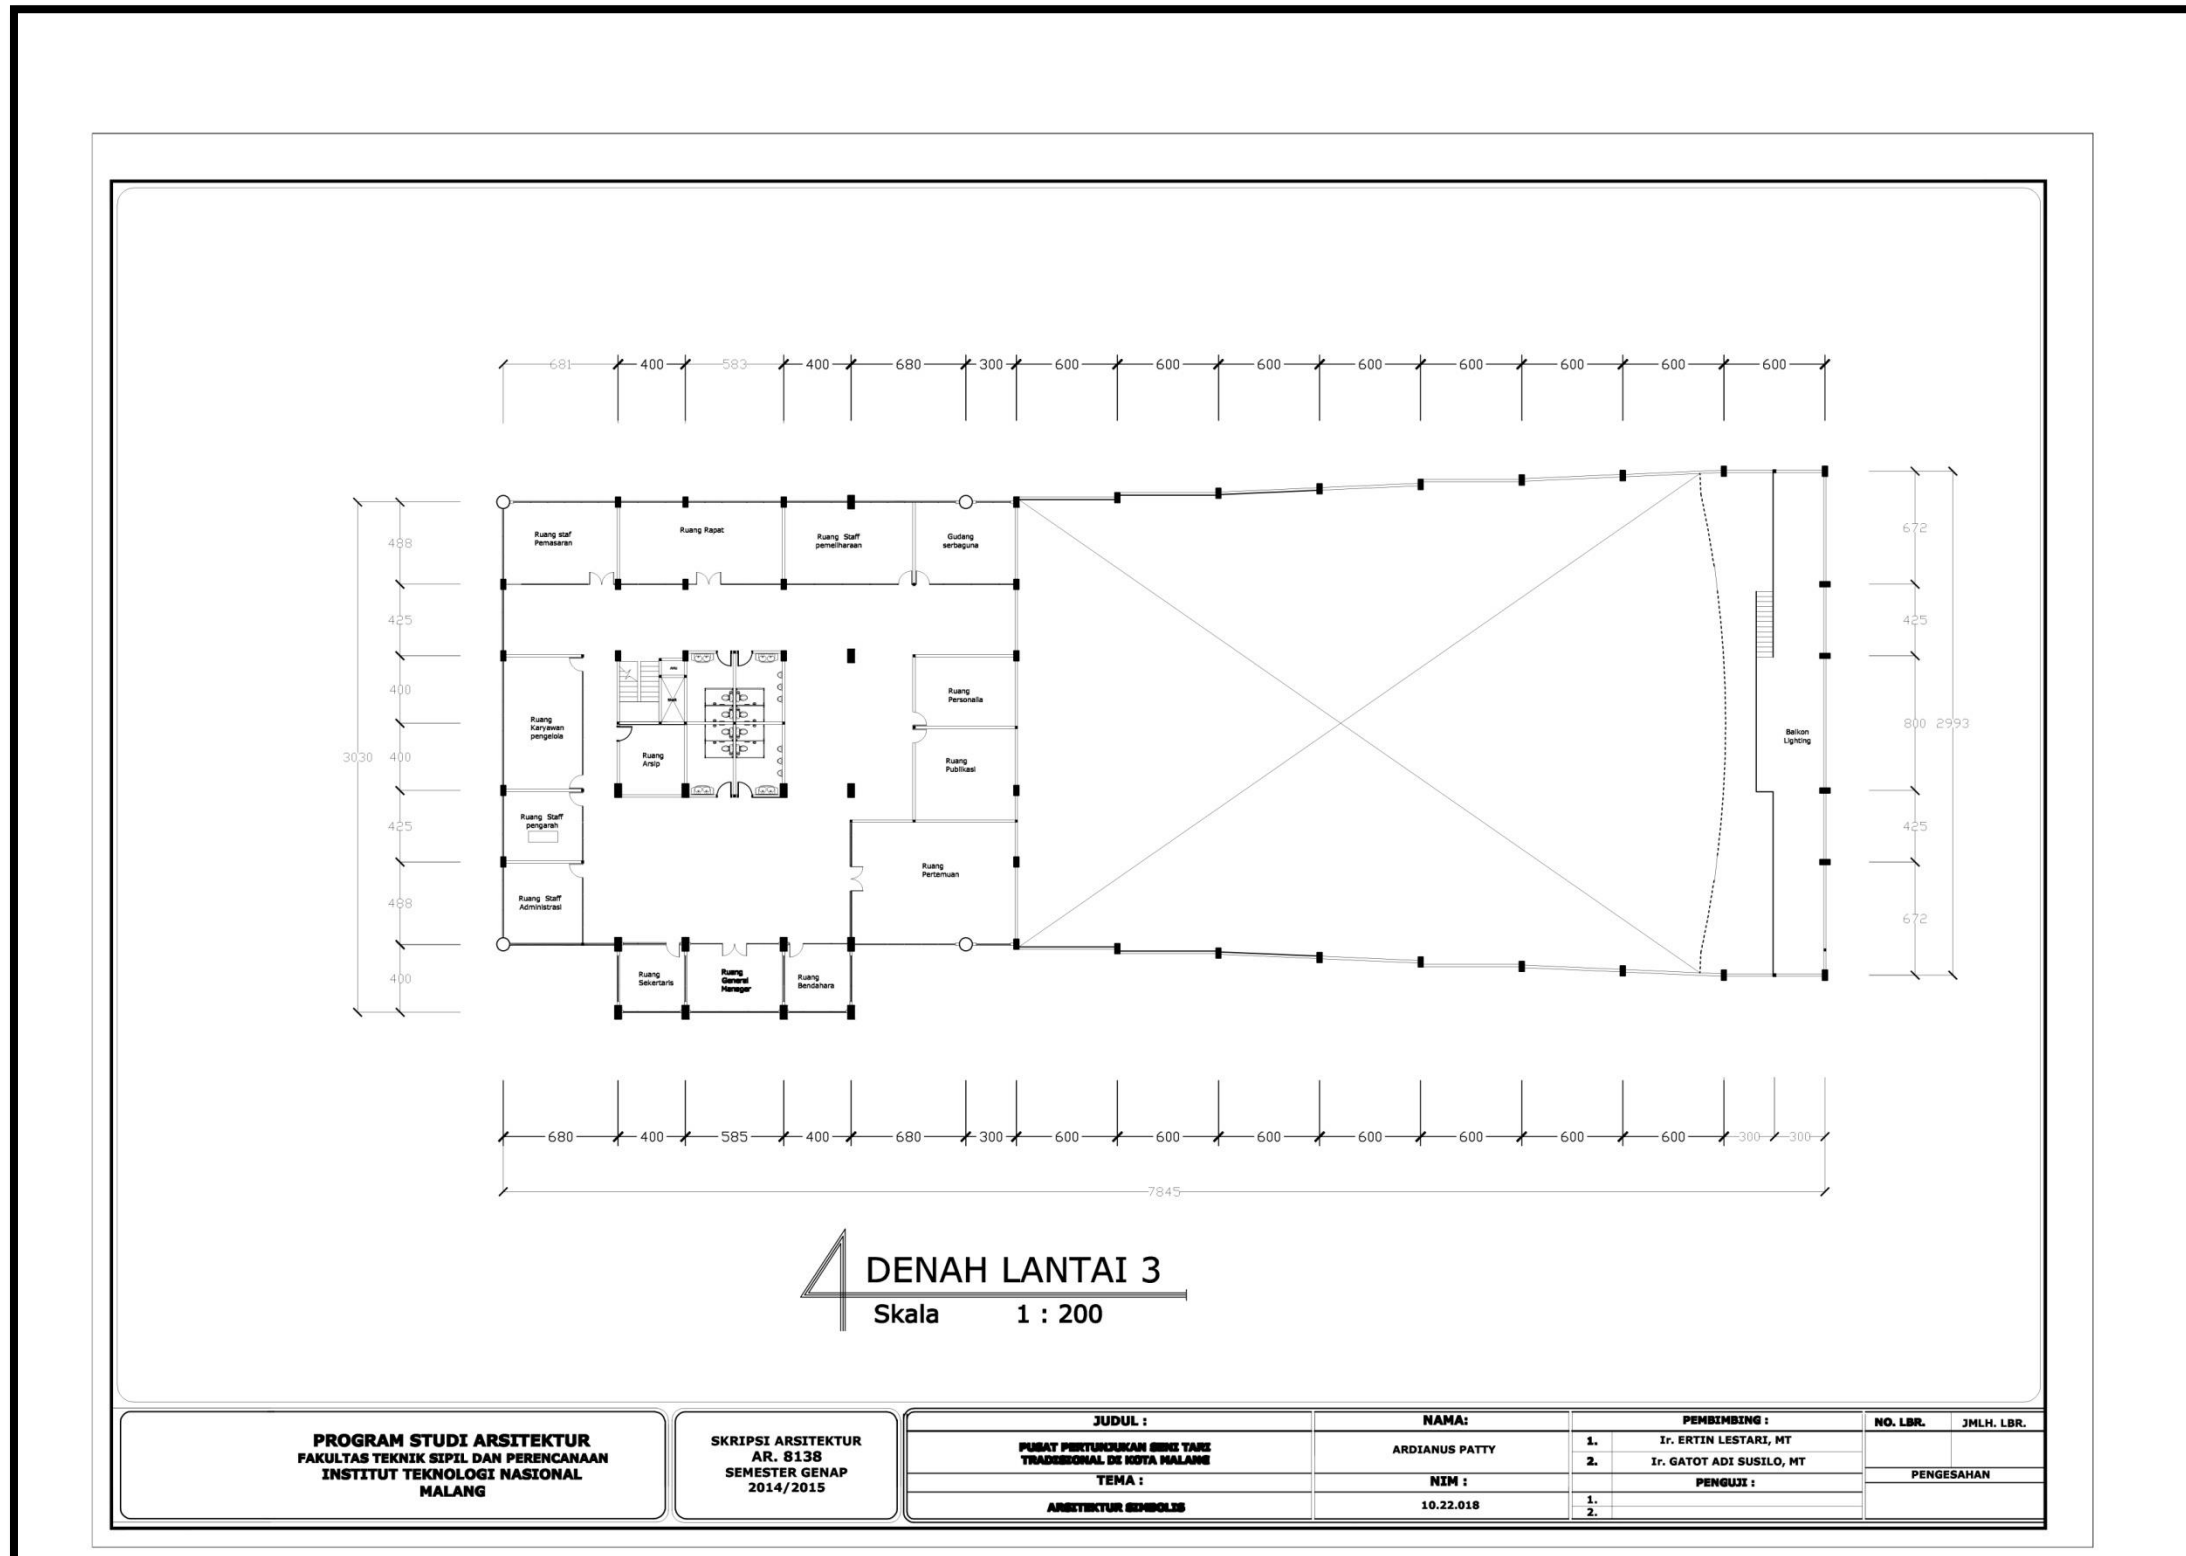 681 400 583 400 680 300 600 600 600 600 600 600 600 600
488
425
400
3030 400
425
488
400
672
425
800 2993
425
672
Ruang staf
Pemasaran
Ruang Rapat
Ruang Staff
pemeliharaan
Gudang
serbaguna
Ruang
Karyawan
pengelola
Ruang
Arsip
Ruang
Personalia
Ruang
Publikasi
Ruang Staff
pengarah
Ruang
Pertemuan
Ruang Staff
Administrasi
Ruang
Sekertaris
Ruang
General
Manager
Ruang
Bendahara
Balkon
Lighting
680 400 585 400 680 300 600 600 600 600 600 600 600 300 300
7845
DENAH LANTAI 3
Skala 1 : 200
PROGRAM STUDI ARSITEKTUR
FAKULTAS TEKNIK SIPIL DAN PERENCANAAN
INSTITUT TEKNOLOGI NASIONAL
MALANG
SKRIPSI ARSITEKTUR
AR. 8138
SEMESTER GENAP
2014/2015
JUDUL :
PUSAT PERTUNJUKAN SENI TARI
TRADISIONAL DI KOTA MALANG
TEMA :
ARSITEKTUR SIMBOLIS
NAMA:
ARDIANUS PATTY
NIM :
10.22.018
PEMBIMBING :
1. Ir. ERTIN LESTARI, MT
2. Ir. GATOT ADI SUSILO, MT
PENGUJI :
1.
2.
NO. LBR. JMLH. LBR.
PENGESAHAN